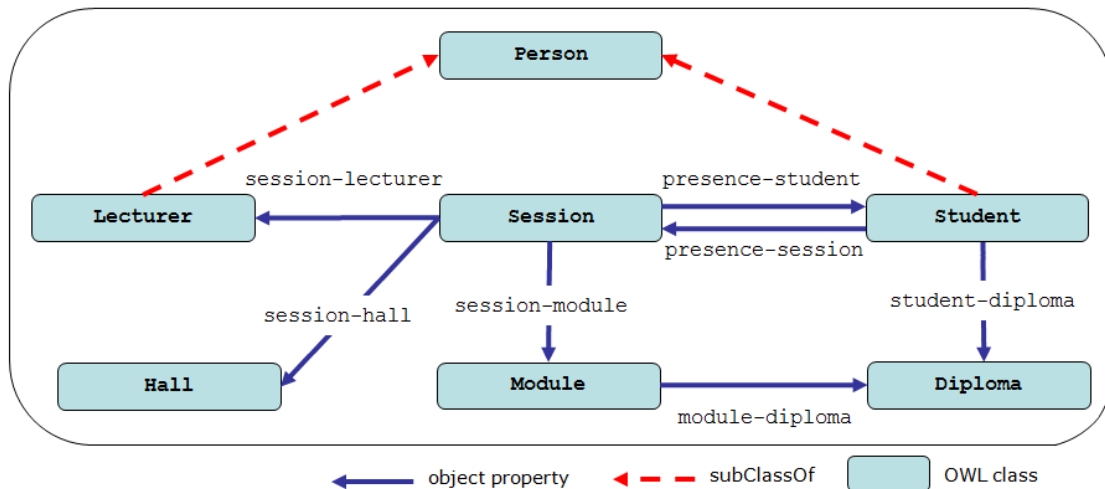 Person
session-lecturer
presence-student
Lecturer
Session
Student
presence-session
session-hall
session-module
student-diploma
Hall
Module
Diploma
module-diploma
object property
subClassOf
OWL class